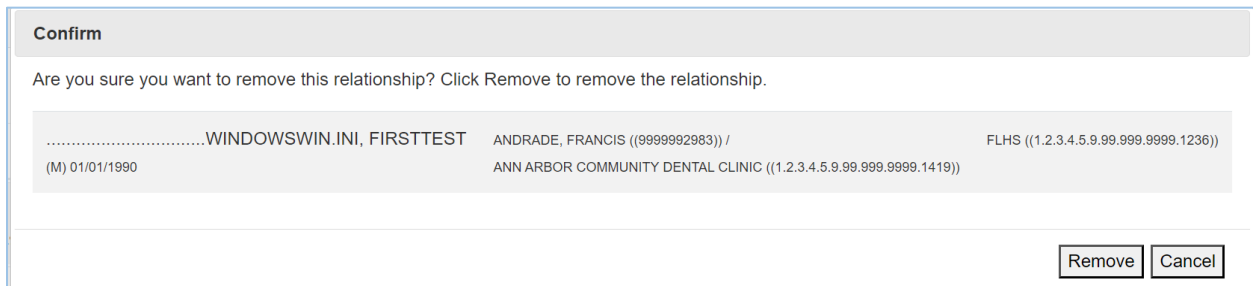 Confirm
Are you sure you want to remove this relationship? Click Remove to remove the relationship.
...............................WINDOWSWIN.INI, FIRSTTEST ANDRADE, FRANCIS ((9999992983)) / FLHS ((1.2.3.4.5.9.99.999.9999.1236))
(M) 01/01/1990 ANN ARBOR COMMUNITY DENTAL CLINIC ((1.2.3.4.5.9.99.999.9999.1419))
Remove Cancel